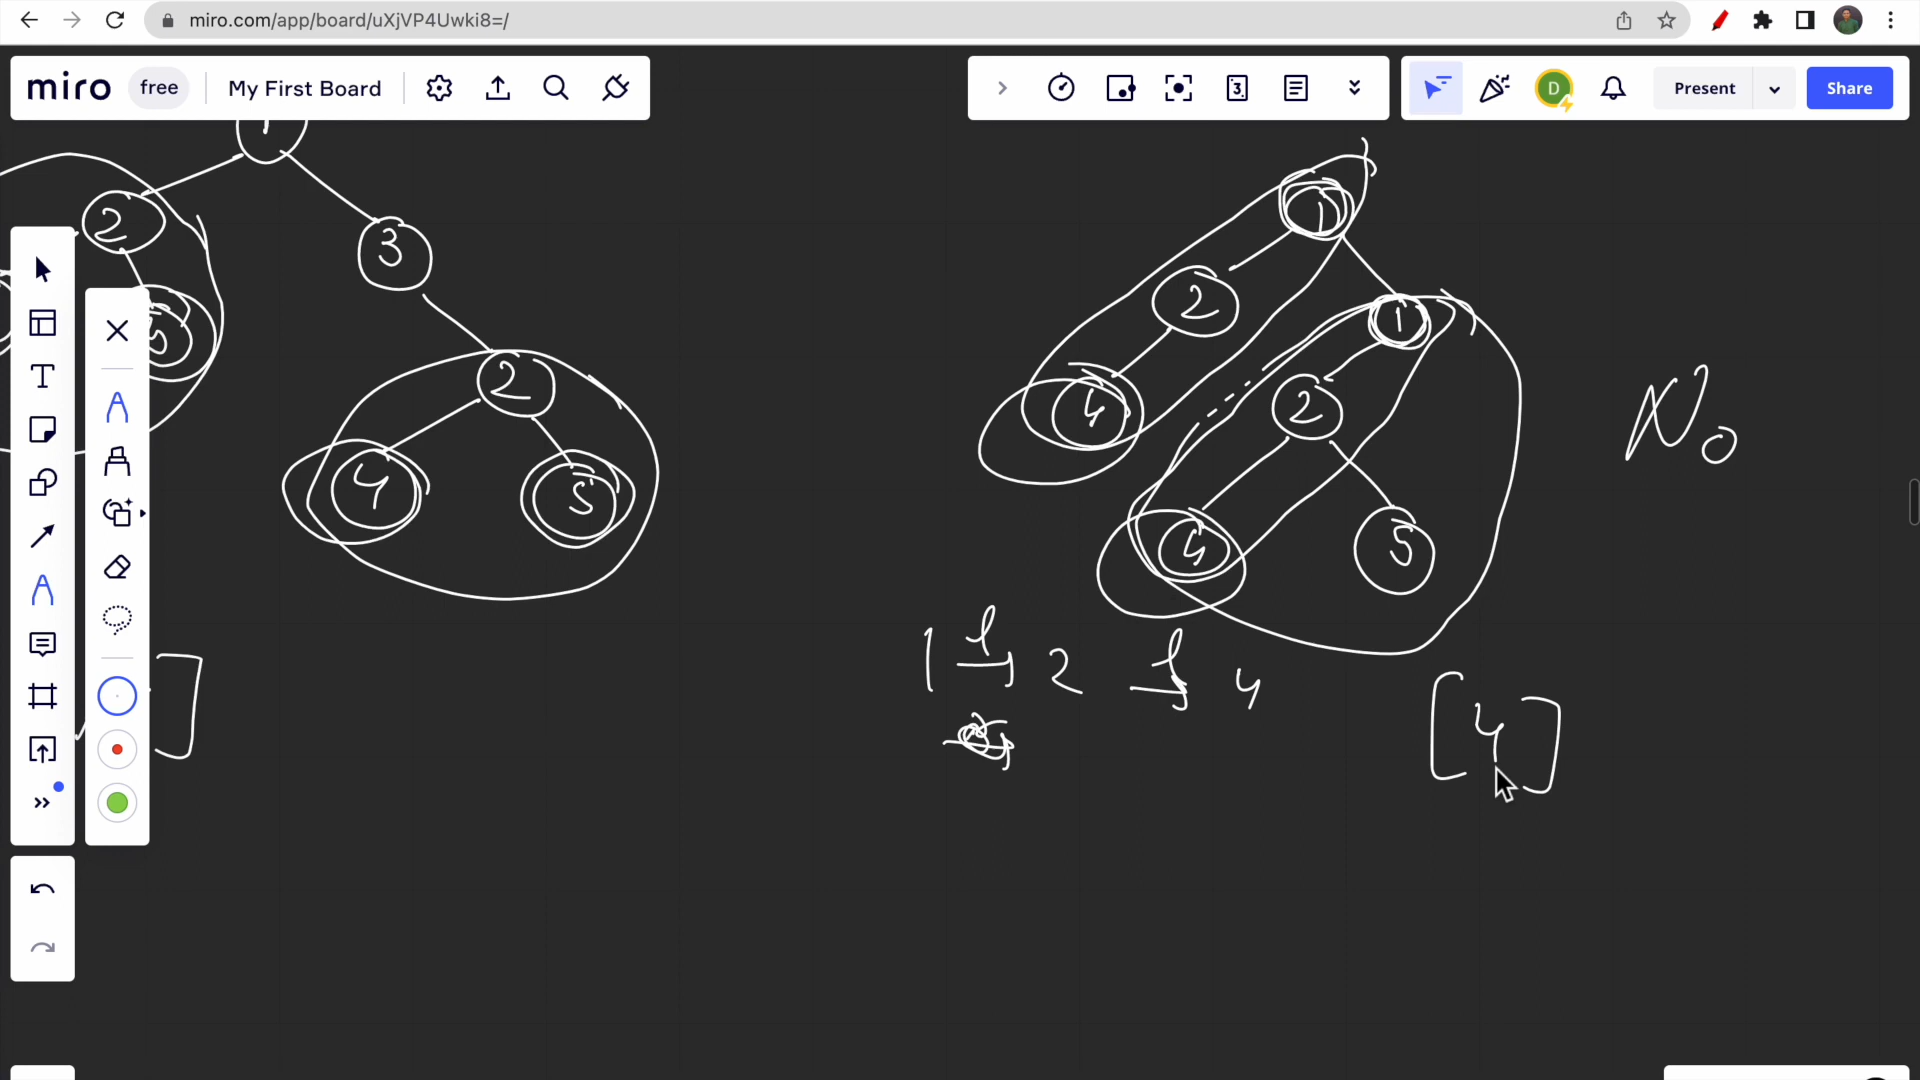 miro.com/app/board/uXjVP4Uwki8=/
miro free My First Board
3.
D Present Share
1
2
3
5
2
4
5
]
1
2
1
4
2
4
5
No
1 l 2 l 4
[4]
T